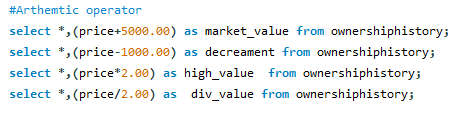 #Arthemtic operator
select *,(price+5000.00) as market_value from ownershiphistory;
select *,(price-1000.00) as decreament from ownershiphistory;
select *,(price*2.00) as high_value  from ownershiphistory;
select *,(price/2.00) as  div_value from ownershiphistory;